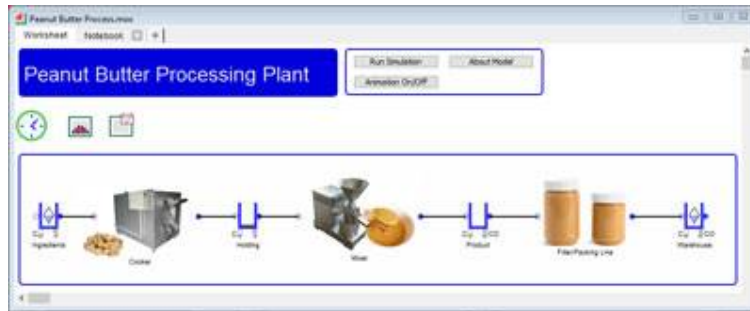 Peanut Butter Process.mox
Worksheet Notebook +
Peanut Butter Processing Plant
Run Simulation About Model
Animation On/Off
Ingredients
Cooker
Holding
Mixer
Product
Filler/Packing Line
Warehouse